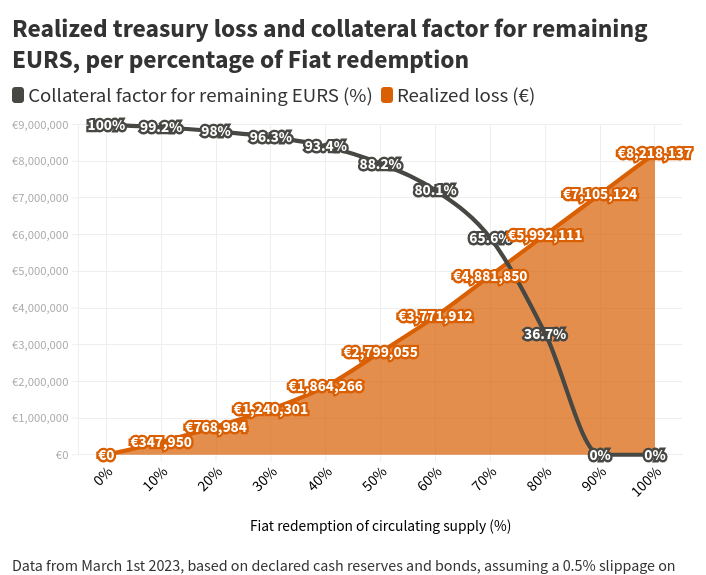 Realized treasury loss and collateral factor for remaining
EURS, per percentage of Fiat redemption
Collateral factor for remaining EURS (%) Realized loss (€)
€9,000,000
€8,000,000
€7,000,000
€6,000,000
€5,000,000
€4,000,000
€3,000,000
€2,000,000
€1,000,000
€0
100% 99.2% 98% 96.3% 93.4% 88.2% 80.1% 65.6% 36.7% 0% 0%
€0 €347,950 €768,984 €1,240,301 €1,864,266 €2,799,055 €3,771,912 €4,881,850 €5,992,111 €7,105,124 €8,218,137
0% 10% 20% 30% 40% 50% 60% 70% 80% 90% 100%
Fiat redemption of circulating supply (%)
Data from March 1st 2023, based on declared cash reserves and bonds, assuming a 0.5% slippage on